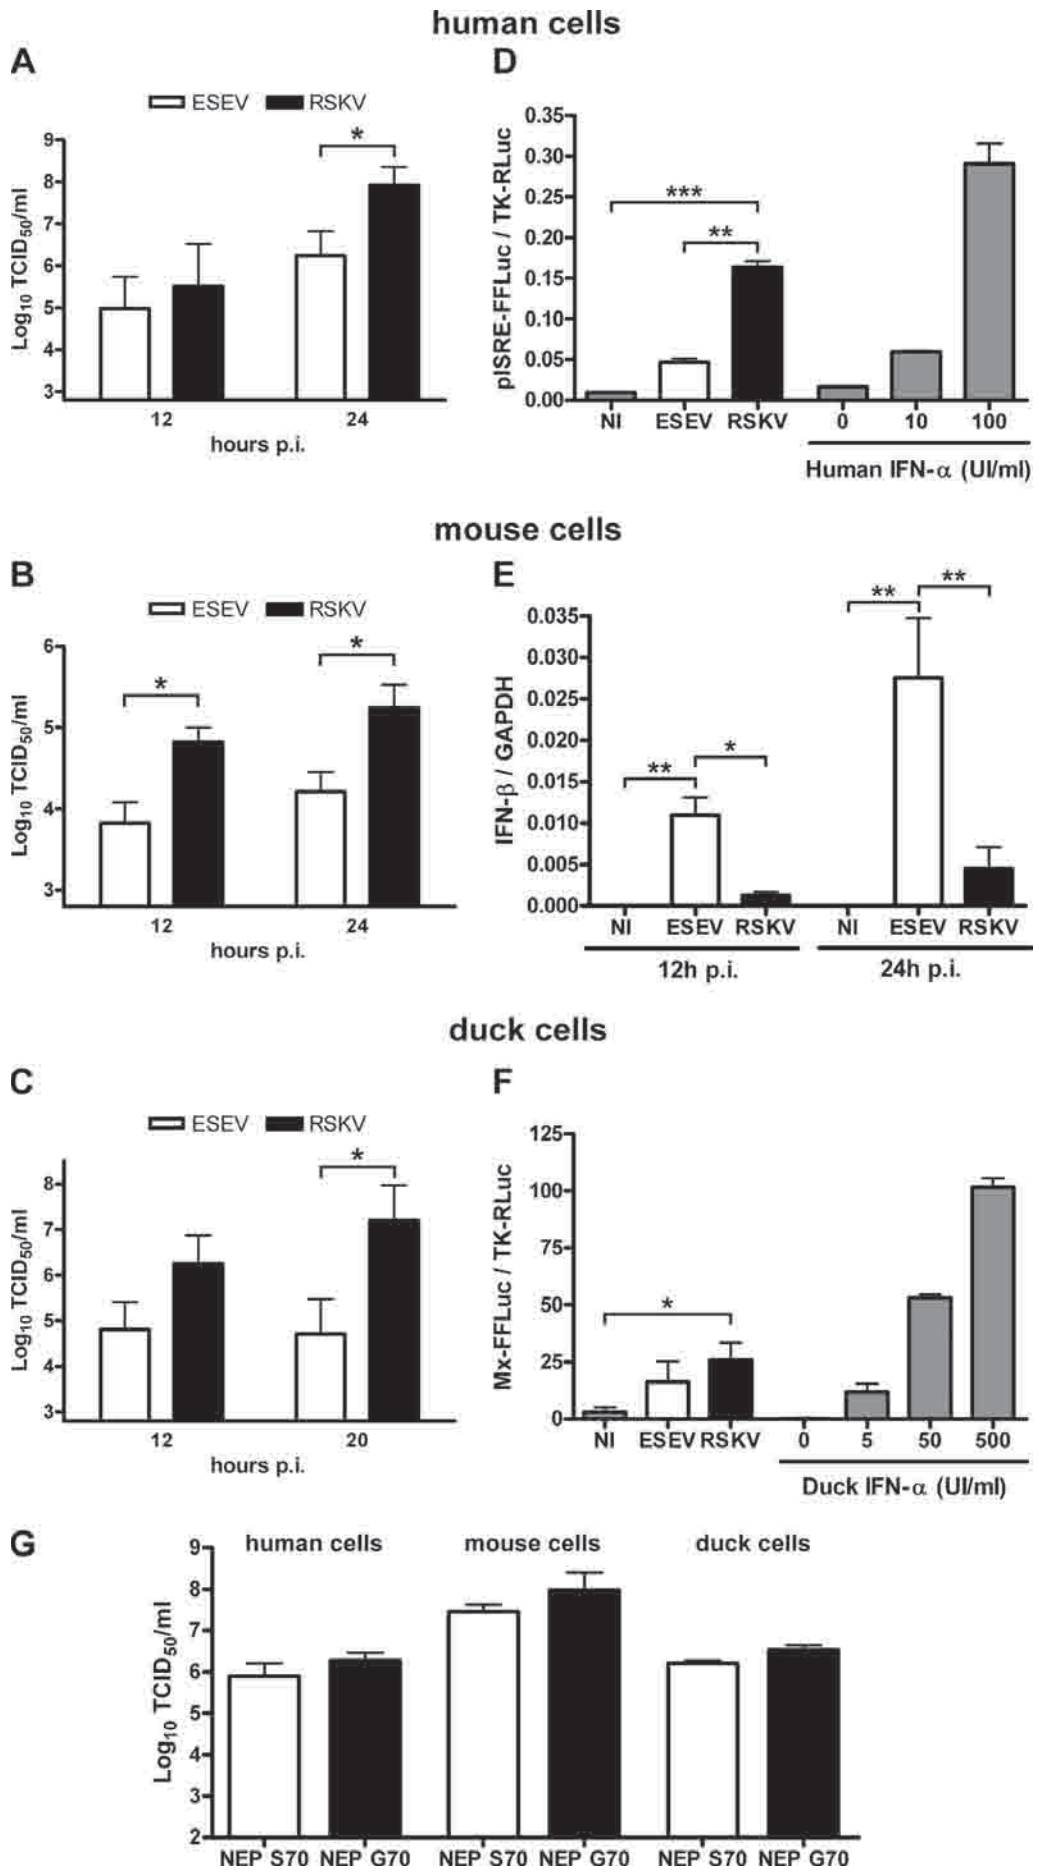 human cells
A
ESEV RSKV
*
Log10 TCID50/ml
9
8
7
6
5
4
3
12 24
hours p.i.
D
pISRE-FFLuc / TK-RLuc
0.35
0.30
0.25
0.20
0.15
0.10
0.05
0.00
***
**
NI ESEV RSKV 0 10 100
Human IFN-α (UI/ml)
mouse cells
B
ESEV RSKV
* *
Log10 TCID50/ml
6
5
4
3
12 24
hours p.i.
E
IFN-β / GAPDH
0.035
0.030
0.025
0.020
0.015
0.010
0.005
0.000
** * ** **
NI ESEV RSKV NI ESEV RSKV
12h p.i. 24h p.i.
duck cells
C
ESEV RSKV
*
Log10 TCID50/ml
8
7
6
5
4
3
12 20
hours p.i.
F
Mx-FFLuc / TK-RLuc
125
100
75
50
25
0
*
NI ESEV RSKV 0 5 50 500
Duck IFN-α (UI/ml)
G
human cells mouse cells duck cells
Log10 TCID50/ml
9
8
7
6
5
4
3
2
NEP S70 NEP G70 NEP S70 NEP G70 NEP S70 NEP G70